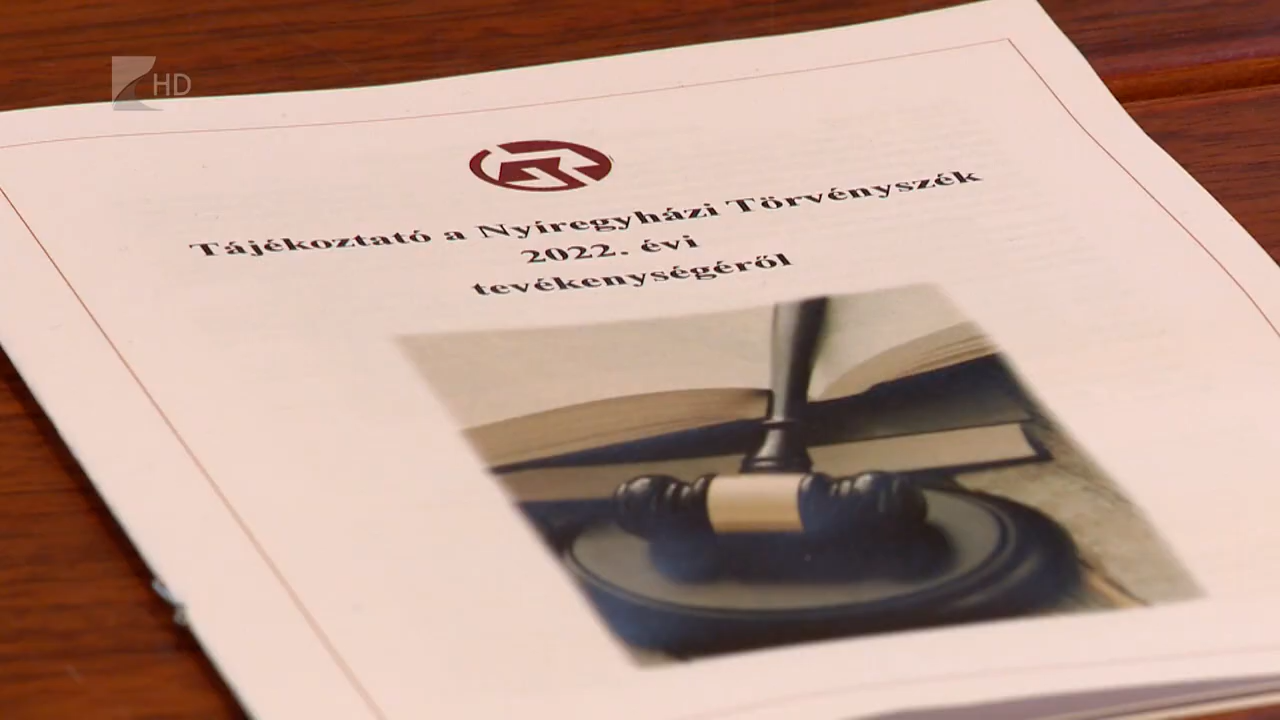 HD
Tájékoztató a Nyíregyházi Törvényszék
2022. évi
tevékenységéről